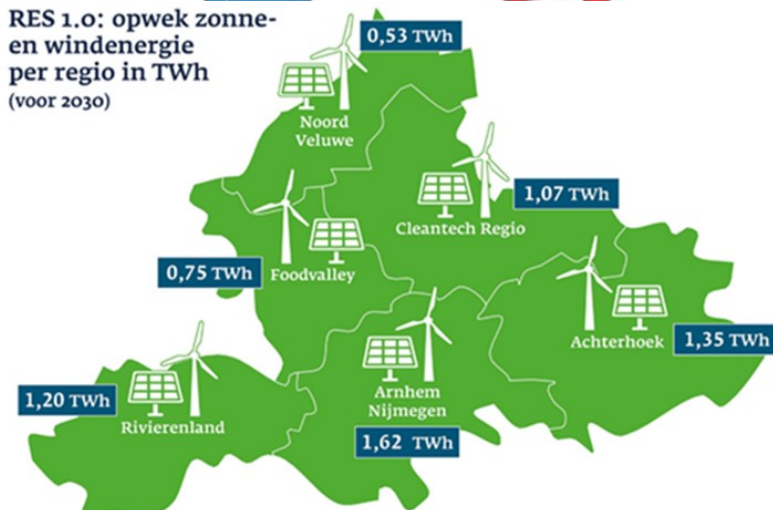 RES 1.0: opwek zonne-
en windenergie
per regio in TWh
(voor 2030)
0,53 TWh
Noord
Veluwe
1,07 TWh
Cleantech Regio
0,75 TWh
Foodvalley
1,35 TWh
Achterhoek
1,20 TWh
Rivierenland
Arnhem
Nijmegen
1,62 TWh